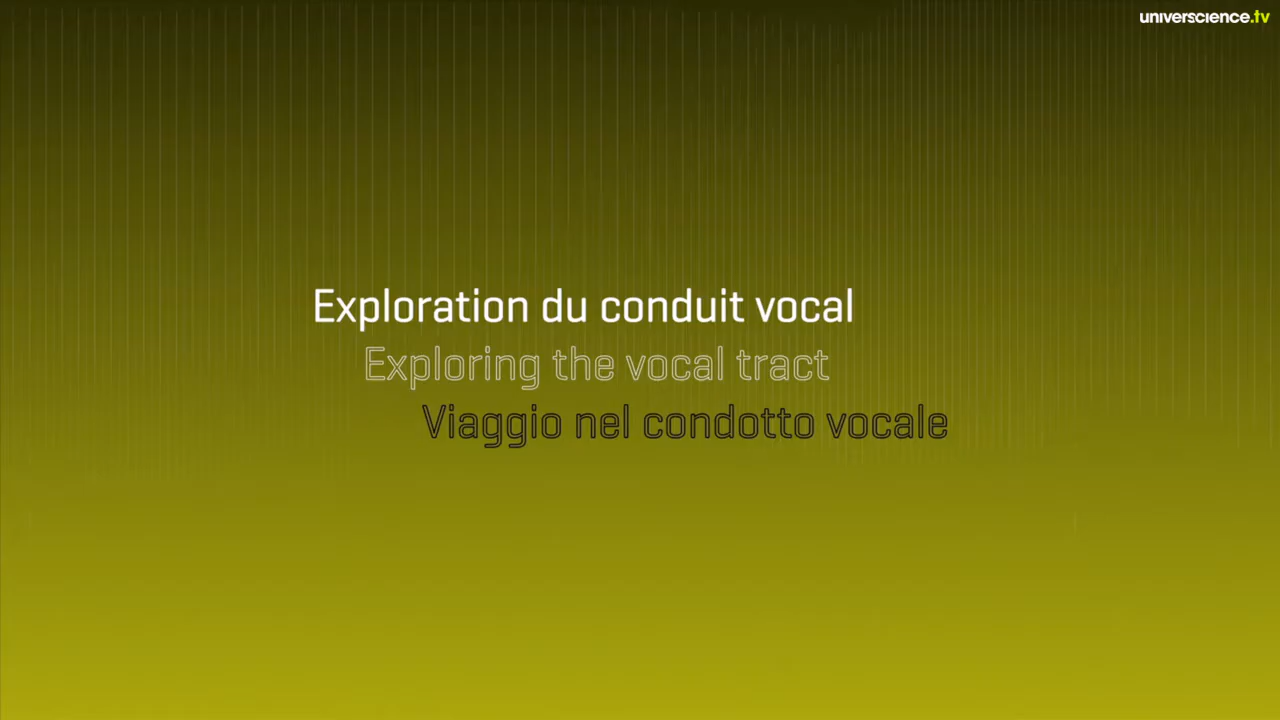 universcience.tv
Exploration du conduit vocal
Exploring the vocal tract
Viaggio nel condotto vocale